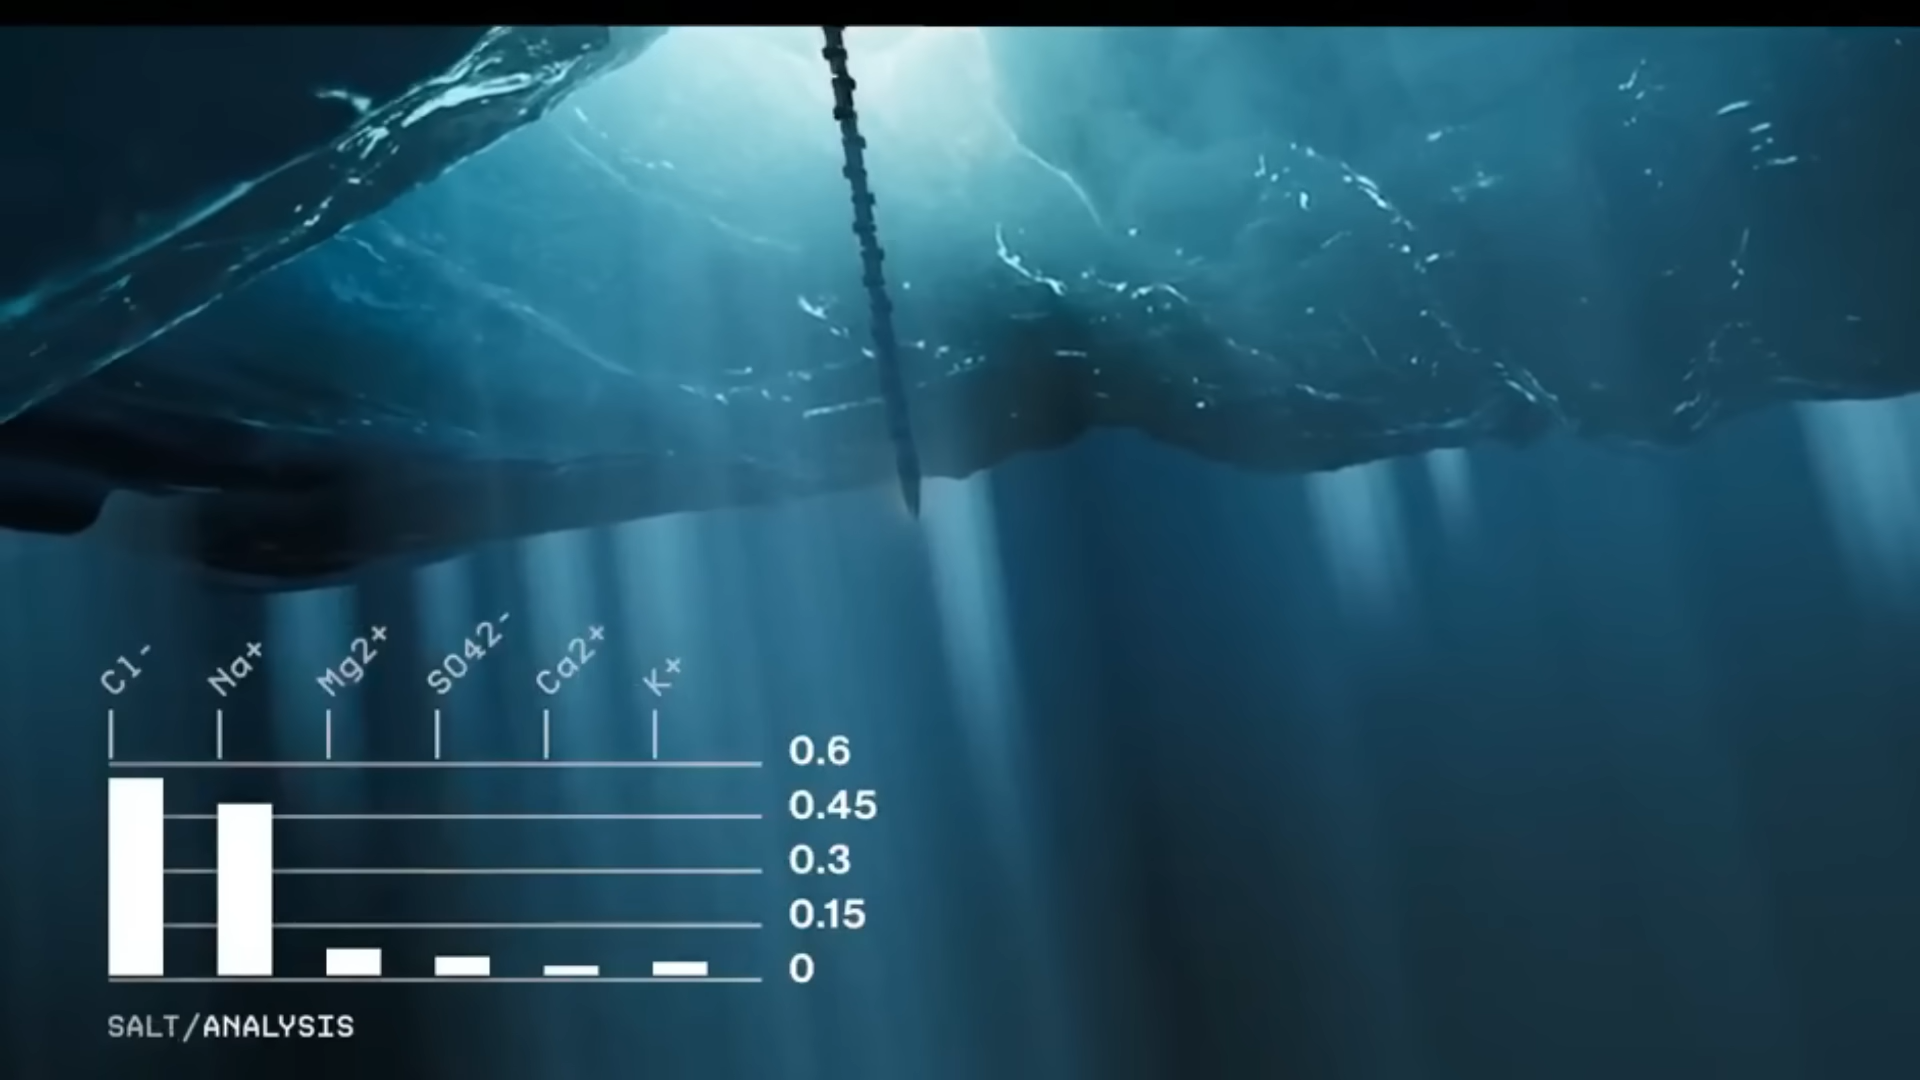 Cl-
Na+
Mg2+
SO42-
Ca2+
K+
0.6
0.45
0.3
0.15
0
SALT/ANALYSIS